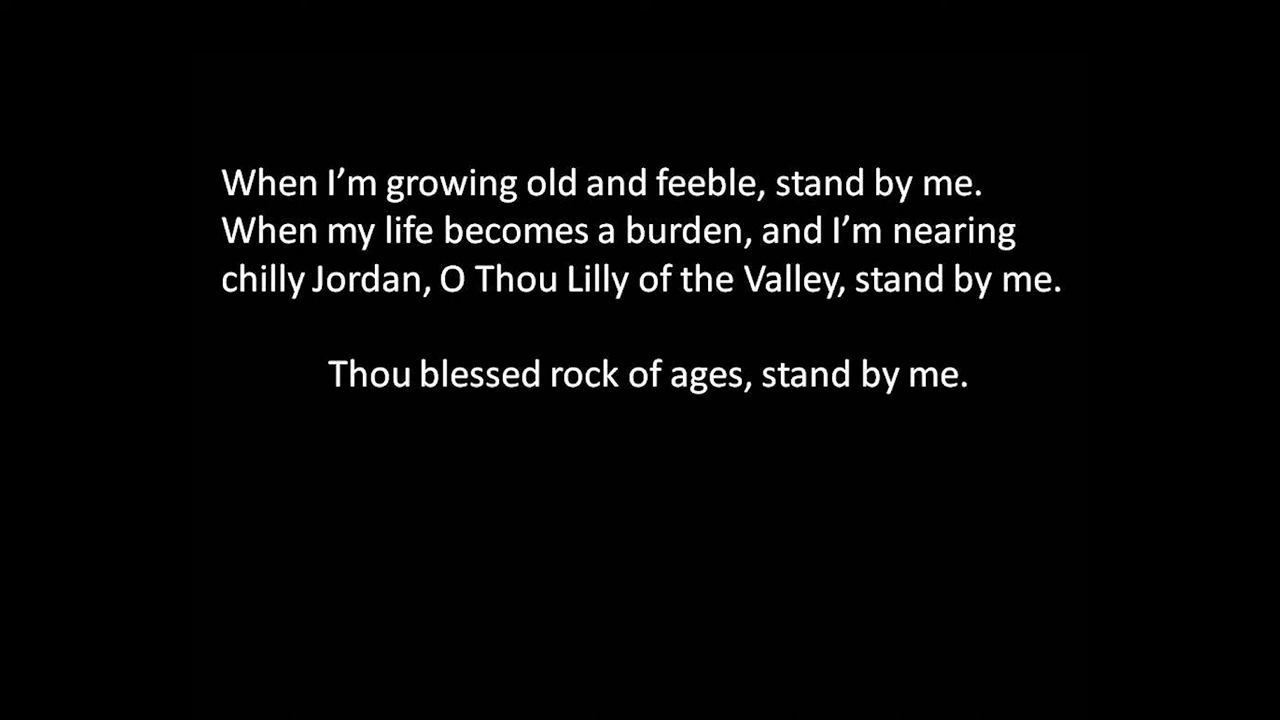 When I’m growing old and feeble, stand by me.
When my life becomes a burden, and I’m nearing
chilly Jordan, O Thou Lilly of the Valley, stand by me.
Thou blessed rock of ages, stand by me.